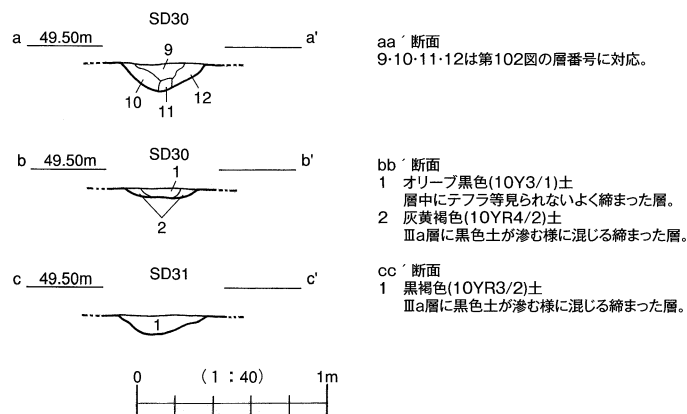 SD30
a 49.50m a'
9
10 11 12
aa´断面
9・10・11・12は第102図の層番号に対応。
SD30
b 49.50m b'
1
2
bb´断面
1 オリーブ黒色(10Y3/1)土
層中にテフラ等見られないよく締まった層。
2 灰黄褐色(10YR4/2)土
Ⅲa層に黒色土が滲む様に混じる締まった層。
SD31
c 49.50m c'
1
cc´断面
1 黒褐色(10YR3/2)土
Ⅲa層に黒色土が滲む様に混じる締まった層。
0 (1:40) 1m